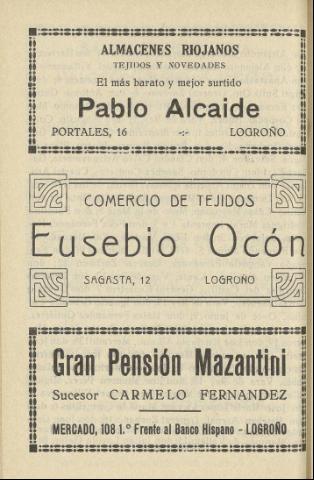 ALMACENES RIOJANOS
TEJIDOS Y NOVEDADES
El más barato y mejor surtido
Pablo Alcaide
PORTALES, 16 -:- LOGROÑO
COMERCIO DE TEJIDOS
Eusebio Ocón
SAGASTA, 12 LOGROÑO
Gran Pensión Mazantini
Sucesor CARMELO FERNANDEZ
MERCADO, 108 1.º Frente al Banco Hispano - LOGROÑO